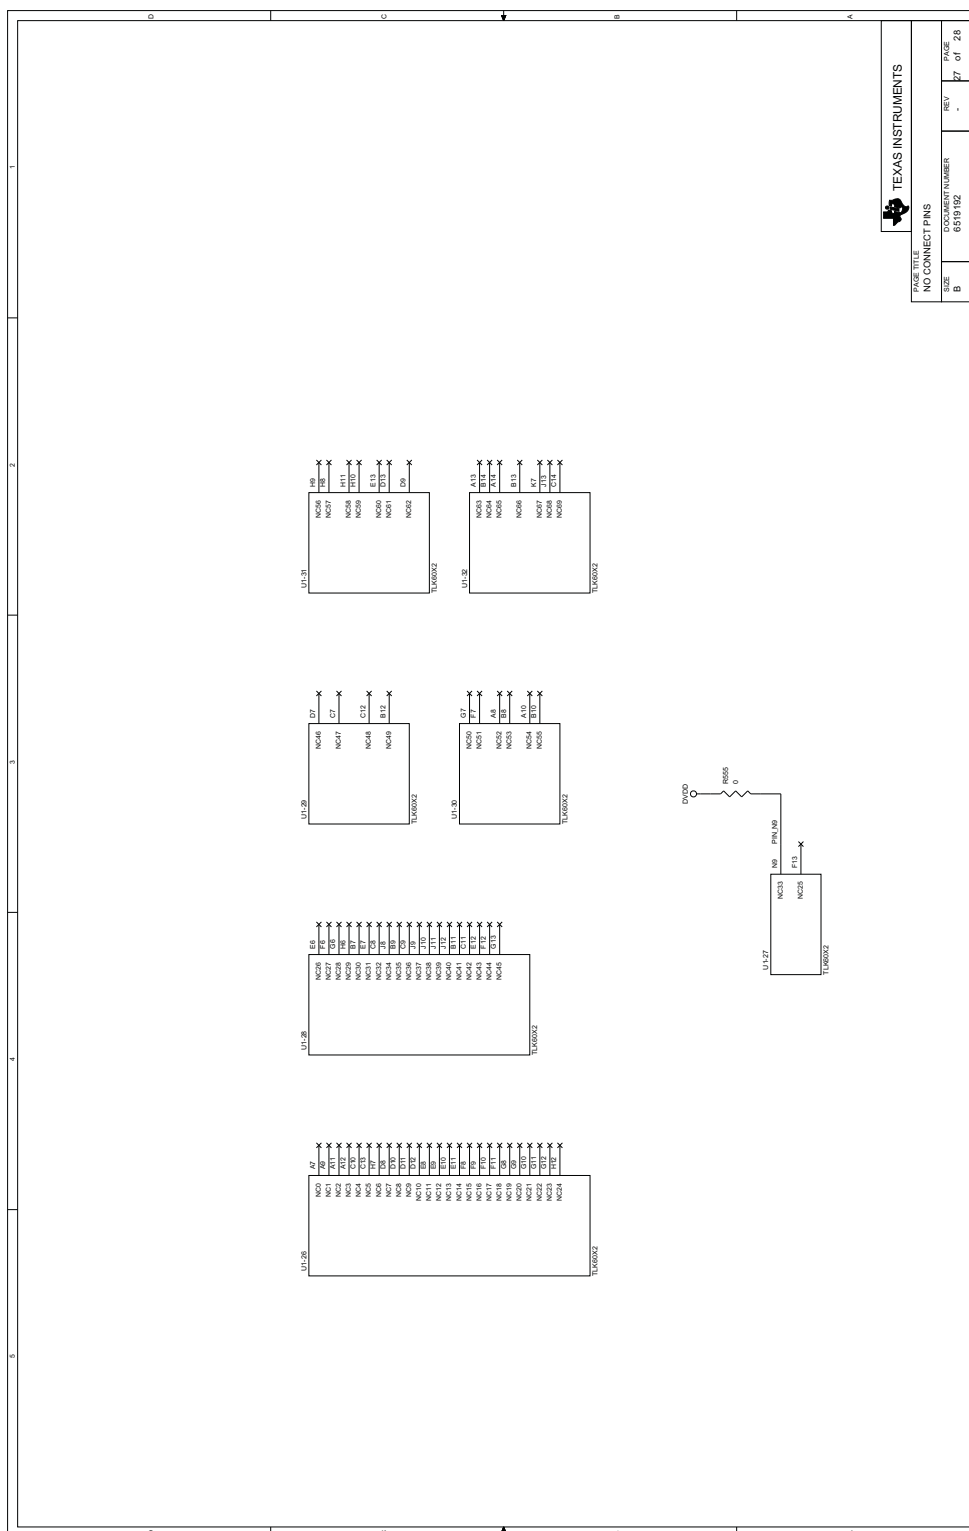 5
4
3
2
1
D
C
B
A
U1-26
NC0 A7
NC1 A9
NC2 A11
NC3 A12
NC4 C10
NC5 C13
NC6 H7
NC7 D8
NC8 D10
NC9 D11
NC10 D12
NC11 E8
NC12 E9
NC13 E10
NC14 E11
NC15 F8
NC16 F9
NC17 F10
NC18 F11
NC19 G8
NC20 G9
NC21 G10
NC22 G11
NC23 G12
NC24 H12
TLK60X2
U1-28
NC26 E6
NC27 F6
NC28 G6
NC29 H6
NC30 B7
NC31 E7
NC32 C8
NC34 J8
NC35 B9
NC36 C9
NC37 J9
NC38 J10
NC39 J11
NC40 J12
NC41 B11
NC42 C11
NC43 E12
NC44 F12
NC45 G13
TLK60X2
U1-29
NC46 D7
NC47 C7
NC48 C12
NC49 B12
TLK60X2
U1-30
NC50 G7
NC51 F7
NC52 A8
NC53 B8
NC54 A10
NC55 B10
TLK60X2
U1-31
NC56 H9
NC57 H8
NC58 H11
NC59 H10
NC60 E13
NC61 D13
NC62 D9
TLK60X2
U1-32
NC63 A13
NC64 B14
NC65 A14
NC66 B13
NC67 K7
NC68 J13
NC69 C14
TLK60X2
DVDD
R555
0
U1-27
NC33 N9 PIN_N9
NC25 F13
TLK60X2
TEXAS INSTRUMENTS
PAGE TITLE
NO CONNECT PINS
SIZE DOCUMENT NUMBER REV PAGE
B 6519192 - 27 of 28